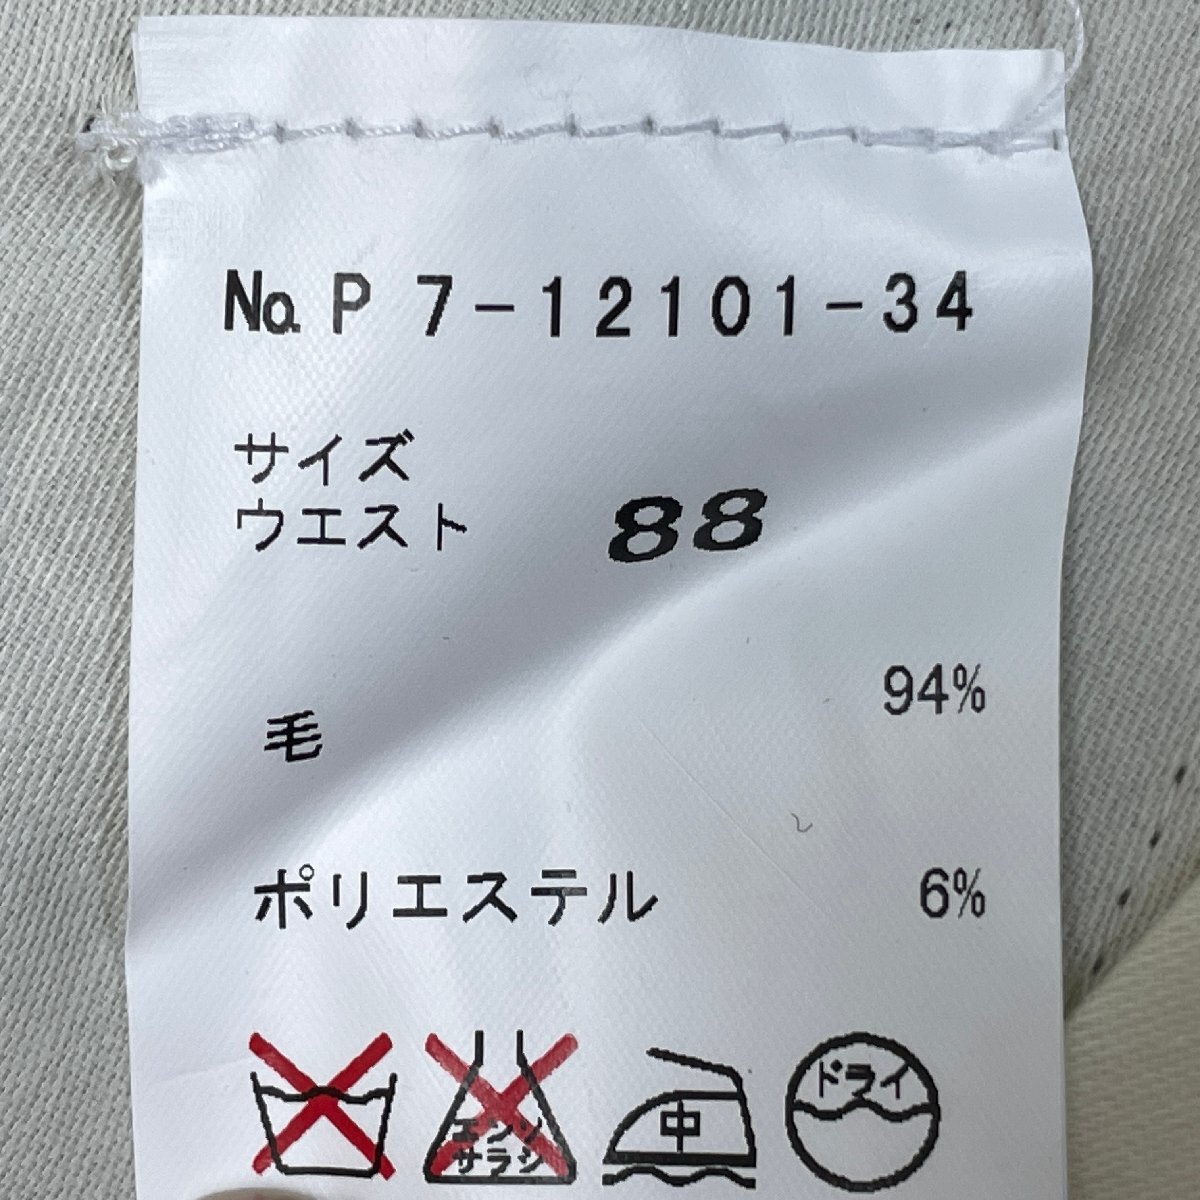 No. P 7-12101-34
サイズ
ウエスト 88
毛 94%
ポリエステル 6%
エンソ
サラシ
中
ドライ